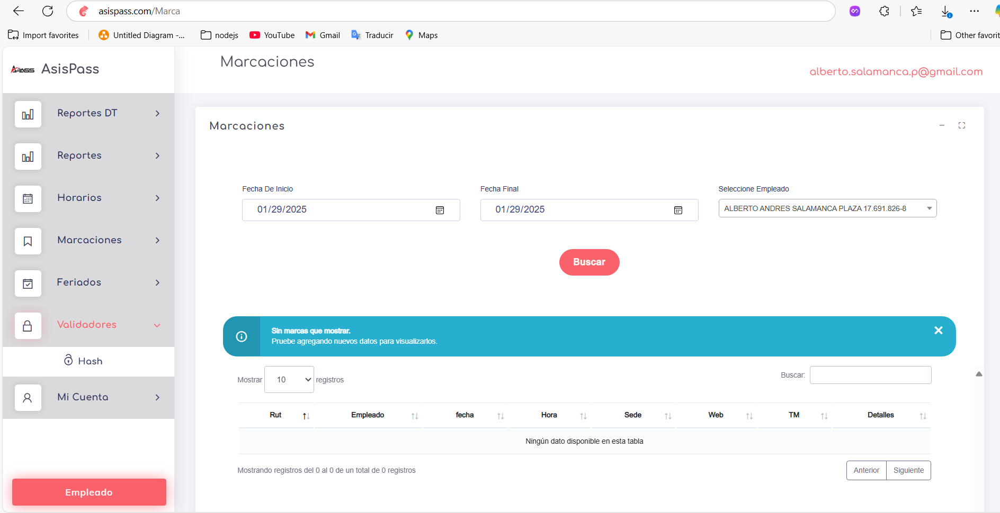 asispass.com/Marca
Import favorites
Untitled Diagram -...
nodejs
YouTube
Gmail
Traducir
Maps
Other favorit
APASS AsisPass
Marcaciones
alberto.salamanca.p@gmail.com
Reportes DT
Reportes
Horarios
Marcaciones
Feriados
Validadores
Hash
Mi Cuenta
Empleado
Marcaciones
Fecha De Inicio
Fecha Final
Seleccione Empleado
01/29/2025
01/29/2025
ALBERTO ANDRES SALAMANCA PLAZA 17.691.826-8
Buscar
Sin marcas que mostrar.
Pruebe agregando nuevos datos para visualizarlos.
Mostrar 10 registros
Buscar:
Rut Empleado fecha Hora Sede Web TM Detalles
Ningún dato disponible en esta tabla
Mostrando registros del 0 al 0 de un total de 0 registros
Anterior Siguiente